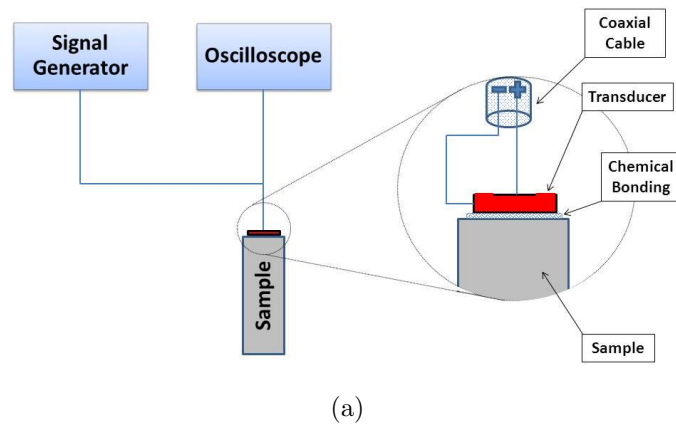 Signal
Generator
Oscilloscope
Coaxial
Cable
Transducer
Chemical
Bonding
Sample
Sample
(a)